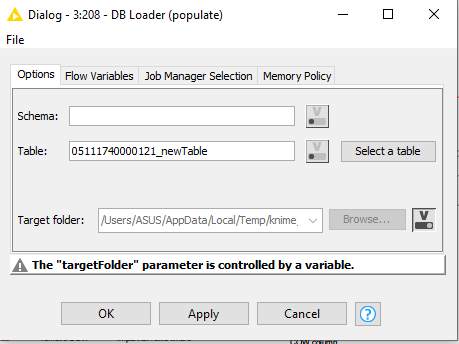 Dialog - 3:208 - DB Loader (populate)
File
Options Flow Variables Job Manager Selection Memory Policy
Schema:
Table: 05111740000121_newTable Select a table
Target folder: /Users/ASUS/AppData/Local/Temp/knime_ Browse...
The "targetFolder" parameter is controlled by a variable.
OK Apply Cancel ?